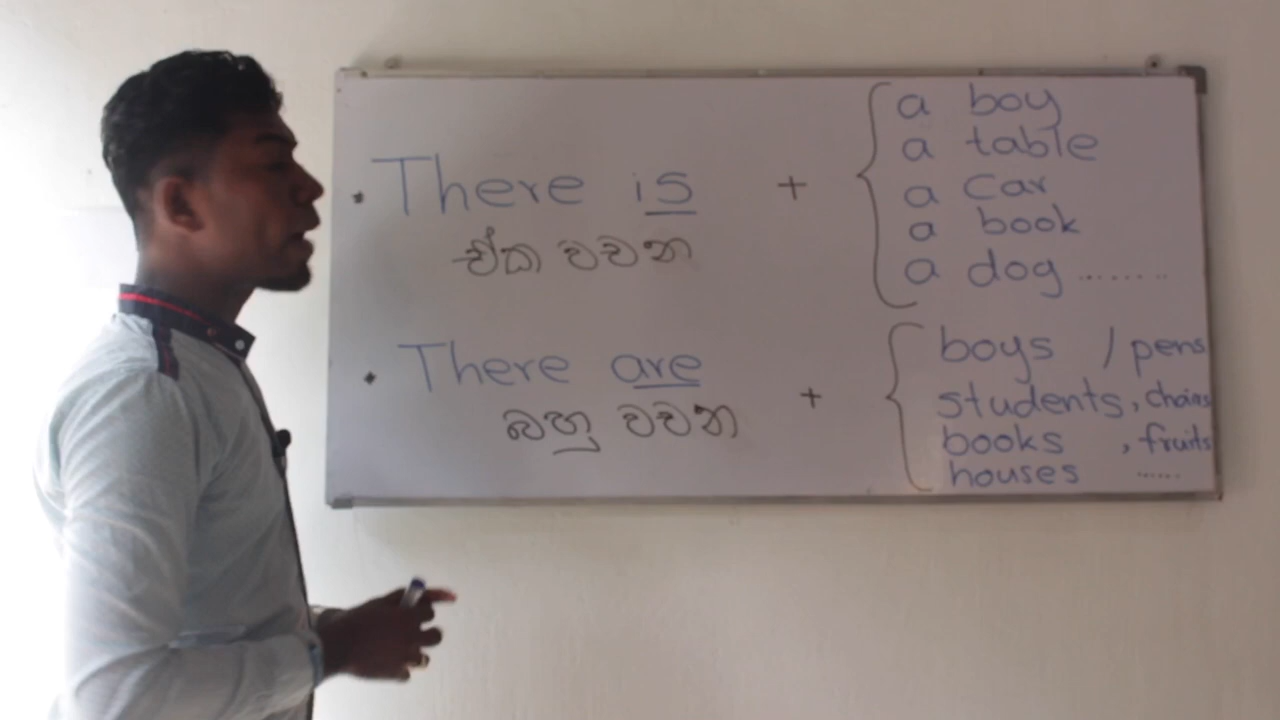 There is +
ඒක වචන
a boy
a table
a car
a book
a dog ........
There are +
බහු වචන
boys / pens
students, chairs
books , fruits
houses ......